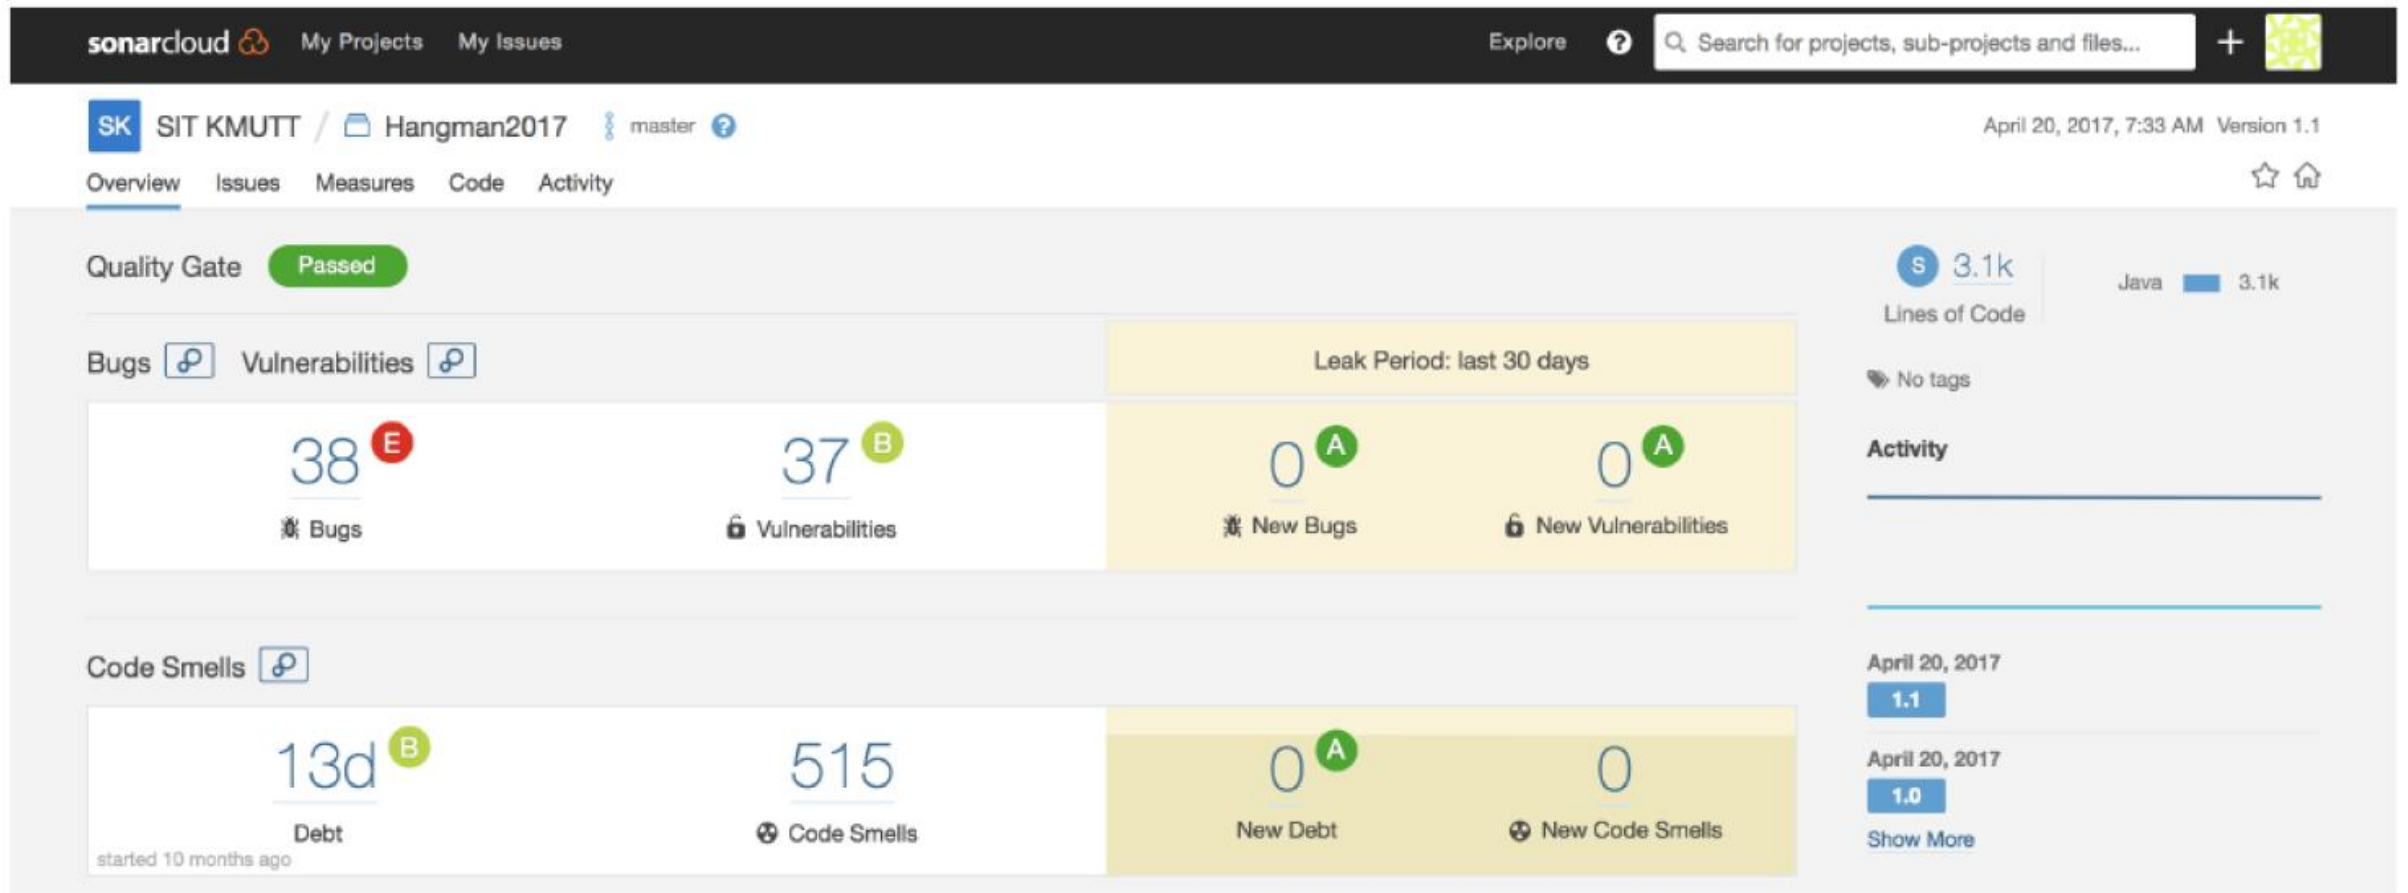 sonarcloud My Projects My Issues Explore ? Search for projects, sub-projects and files... +
SK SIT KMUTT / Hangman2017 master ? April 20, 2017, 7:33 AM Version 1.1
Overview Issues Measures Code Activity
Quality Gate Passed
Bugs Vulnerabilities Leak Period: last 30 days
38 E 37 B 0 A 0 A
Bugs Vulnerabilities New Bugs New Vulnerabilities
Code Smells
13d B 515 0 A 0
Debt Code Smells New Debt New Code Smells
started 10 months ago
S 3.1k Java 3.1k
Lines of Code
No tags
Activity
April 20, 2017
1.1
April 20, 2017
1.0
Show More